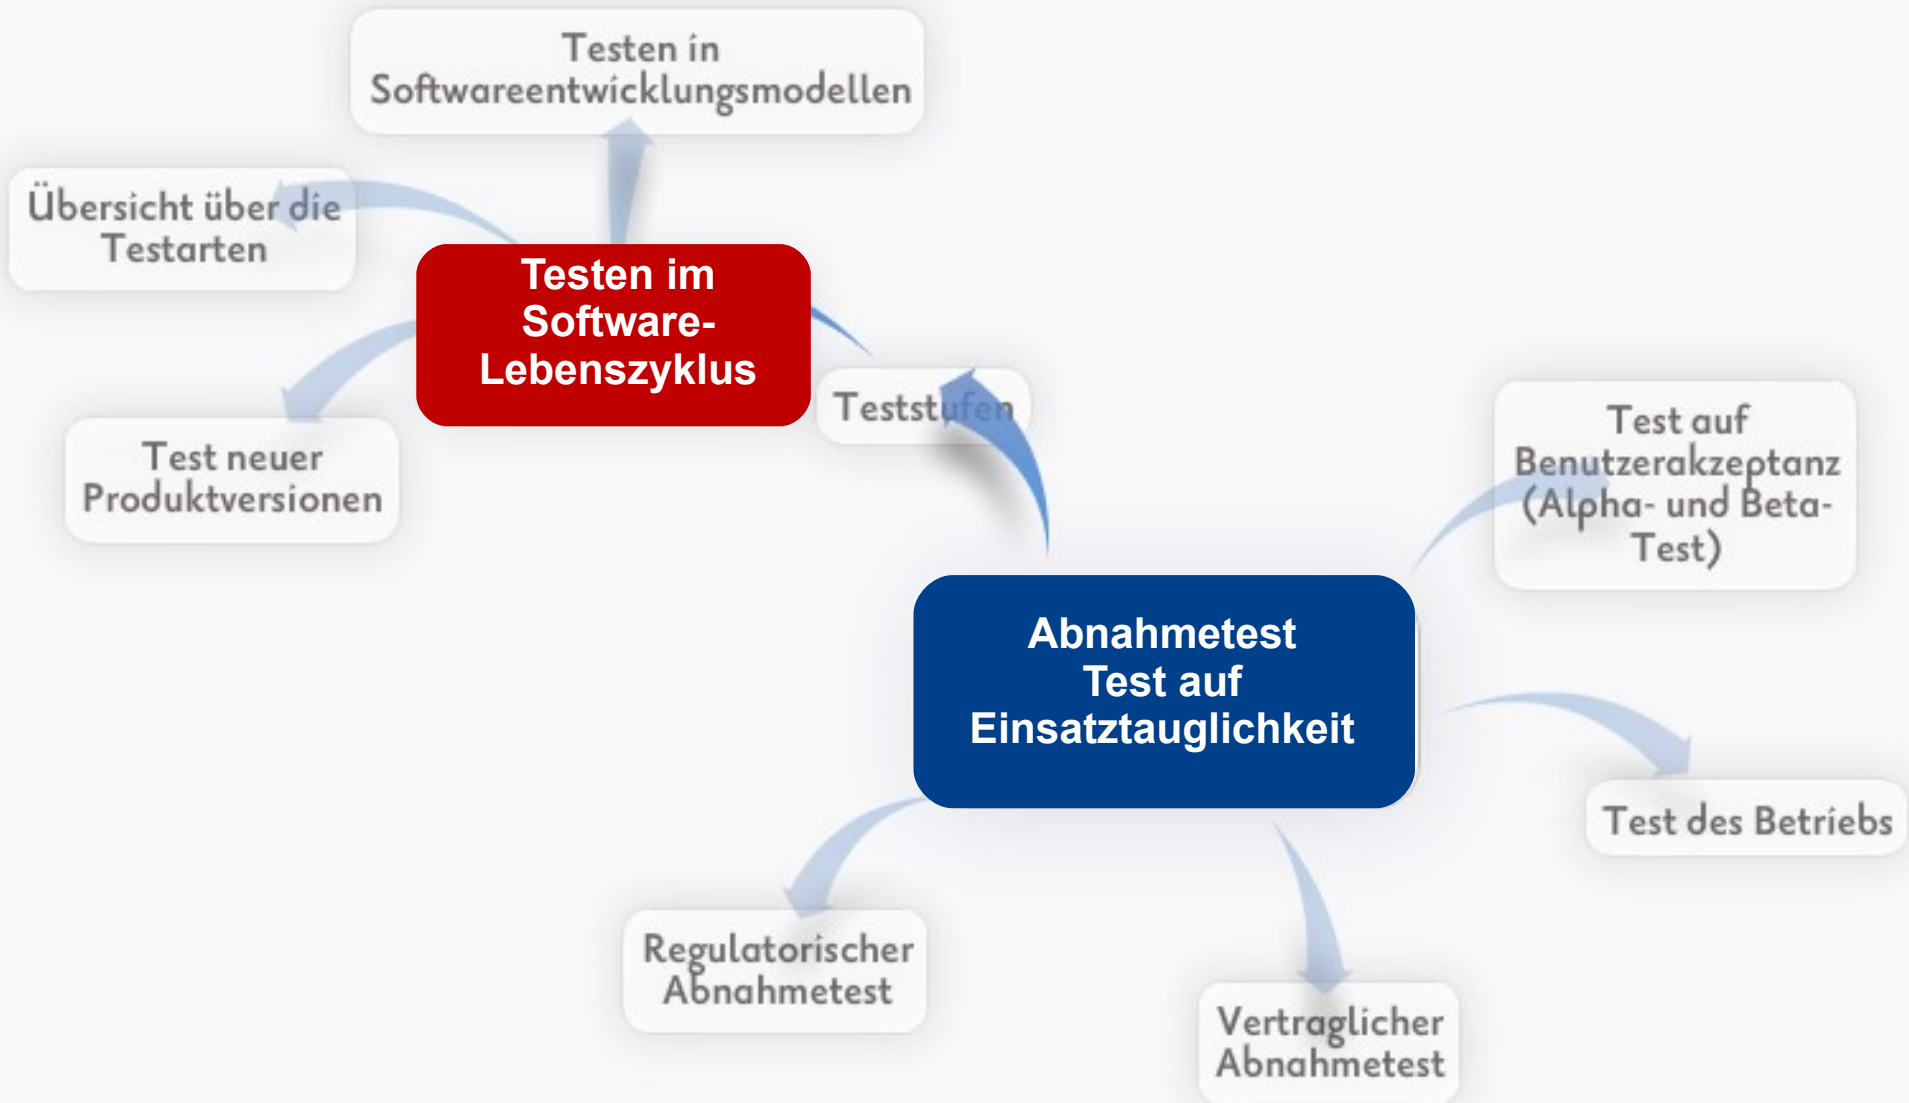 Testen in
Softwareentwicklungsmodellen
Übersicht über die
Testarten
Testen im
Software-
Lebenszyklus
Teststufen
Test neuer
Produktversionen
Test auf
Benutzerakzeptanz
(Alpha- und Beta-
Test)
Abnahmetest
Test auf
Einsatztauglichkeit
Test des Betriebs
Regulatorischer
Abnahmetest
Vertraglicher
Abnahmetest